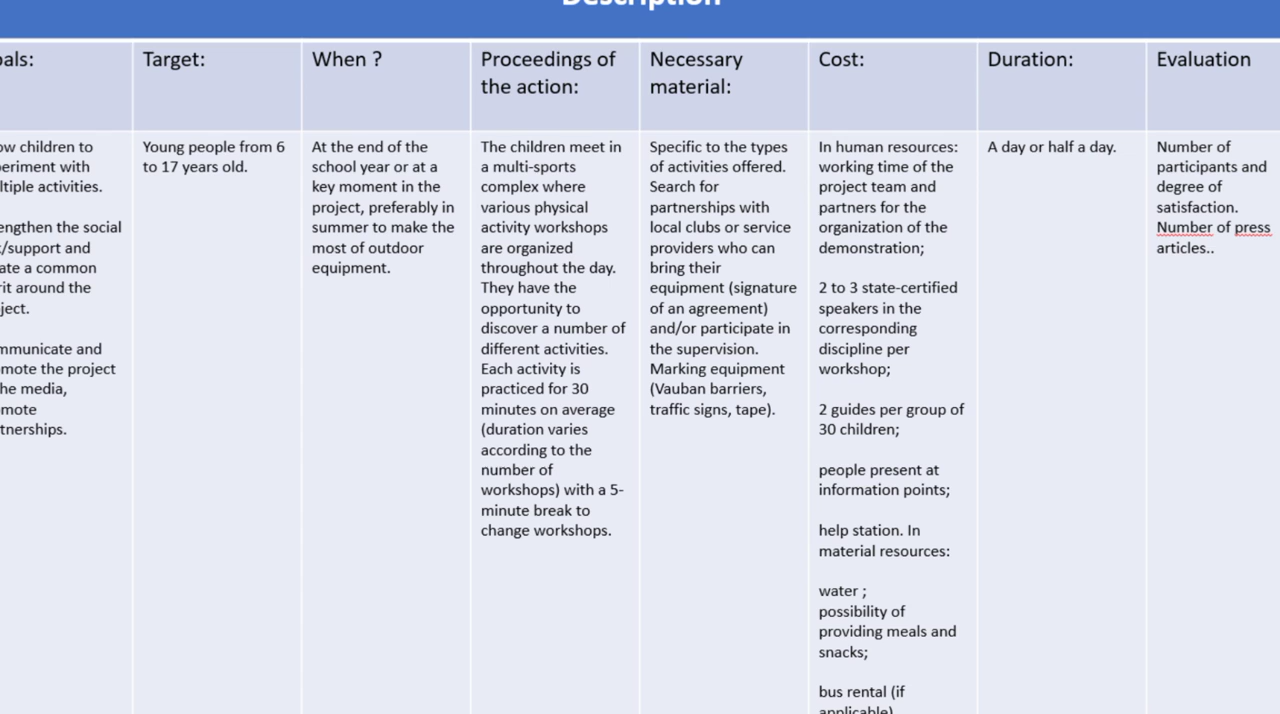 Description
oals:
Target:
When ?
Proceedings of
the action:
Necessary
material:
Cost:
Duration:
Evaluation
ow children to
periment with
ltiple activities.
engthen the social
/support and
ate a common
rit around the
ject.
mmunicate and
mote the project
he media,
mote
tnerships.
Young people from 6
to 17 years old.
At the end of the
school year or at a
key moment in the
project, preferably in
summer to make the
most of outdoor
equipment.
The children meet in
a multi-sports
complex where
various physical
activity workshops
are organized
throughout the day.
They have the
opportunity to
discover a number of
different activities.
Each activity is
practiced for 30
minutes on average
(duration varies
according to the
number of
workshops) with a 5-
minute break to
change workshops.
Specific to the types
of activities offered.
Search for
partnerships with
local clubs or service
providers who can
bring their
equipment (signature
of an agreement)
and/or participate in
the supervision.
Marking equipment
(Vauban barriers,
traffic signs, tape).
In human resources:
working time of the
project team and
partners for the
organization of the
demonstration;
2 to 3 state-certified
speakers in the
corresponding
discipline per
workshop;
2 guides per group of
30 children;
people present at
information points;
help station. In
material resources:
water ;
possibility of
providing meals and
snacks;
bus rental (if
applicable)
A day or half a day.
Number of
participants and
degree of
satisfaction.
Number of press
articles..